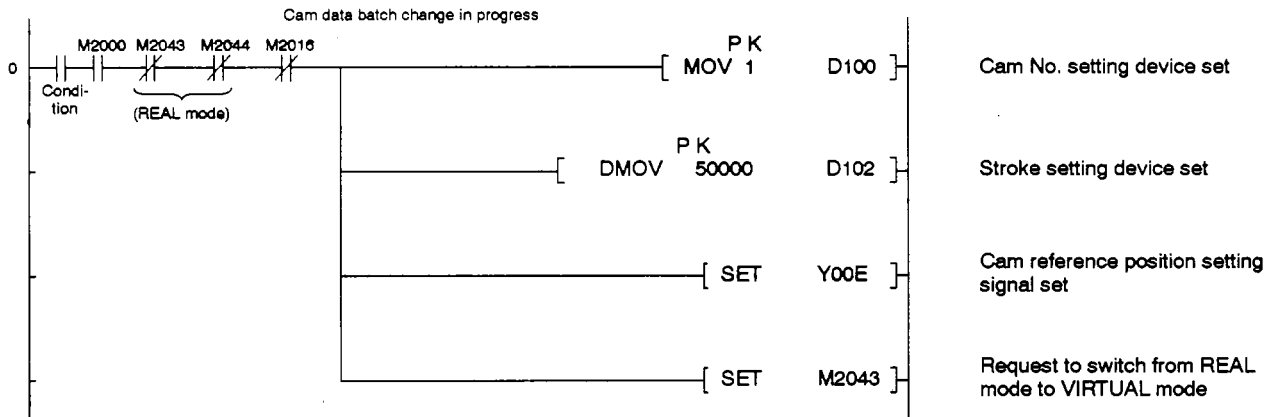 Cam data batch change in progress
M2000 M2043 M2044 M2016
0
Condi-
tion
(REAL mode)
P K
MOV 1 D100
Cam No. setting device set
P K
DMOV 50000 D102
Stroke setting device set
SET Y00E
Cam reference position setting
signal set
SET M2043
Request to switch from REAL
mode to VIRTUAL mode